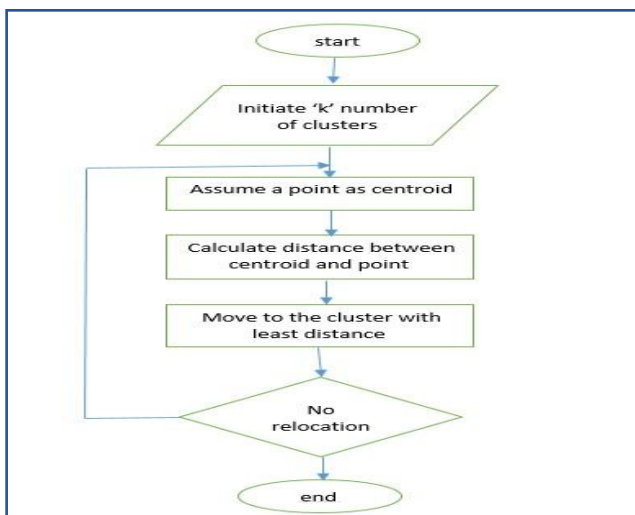 start
Initiate ‘k’ number
of clusters
Assume a point as centroid
Calculate distance between
centroid and point
Move to the cluster with
least distance
No
relocation
end